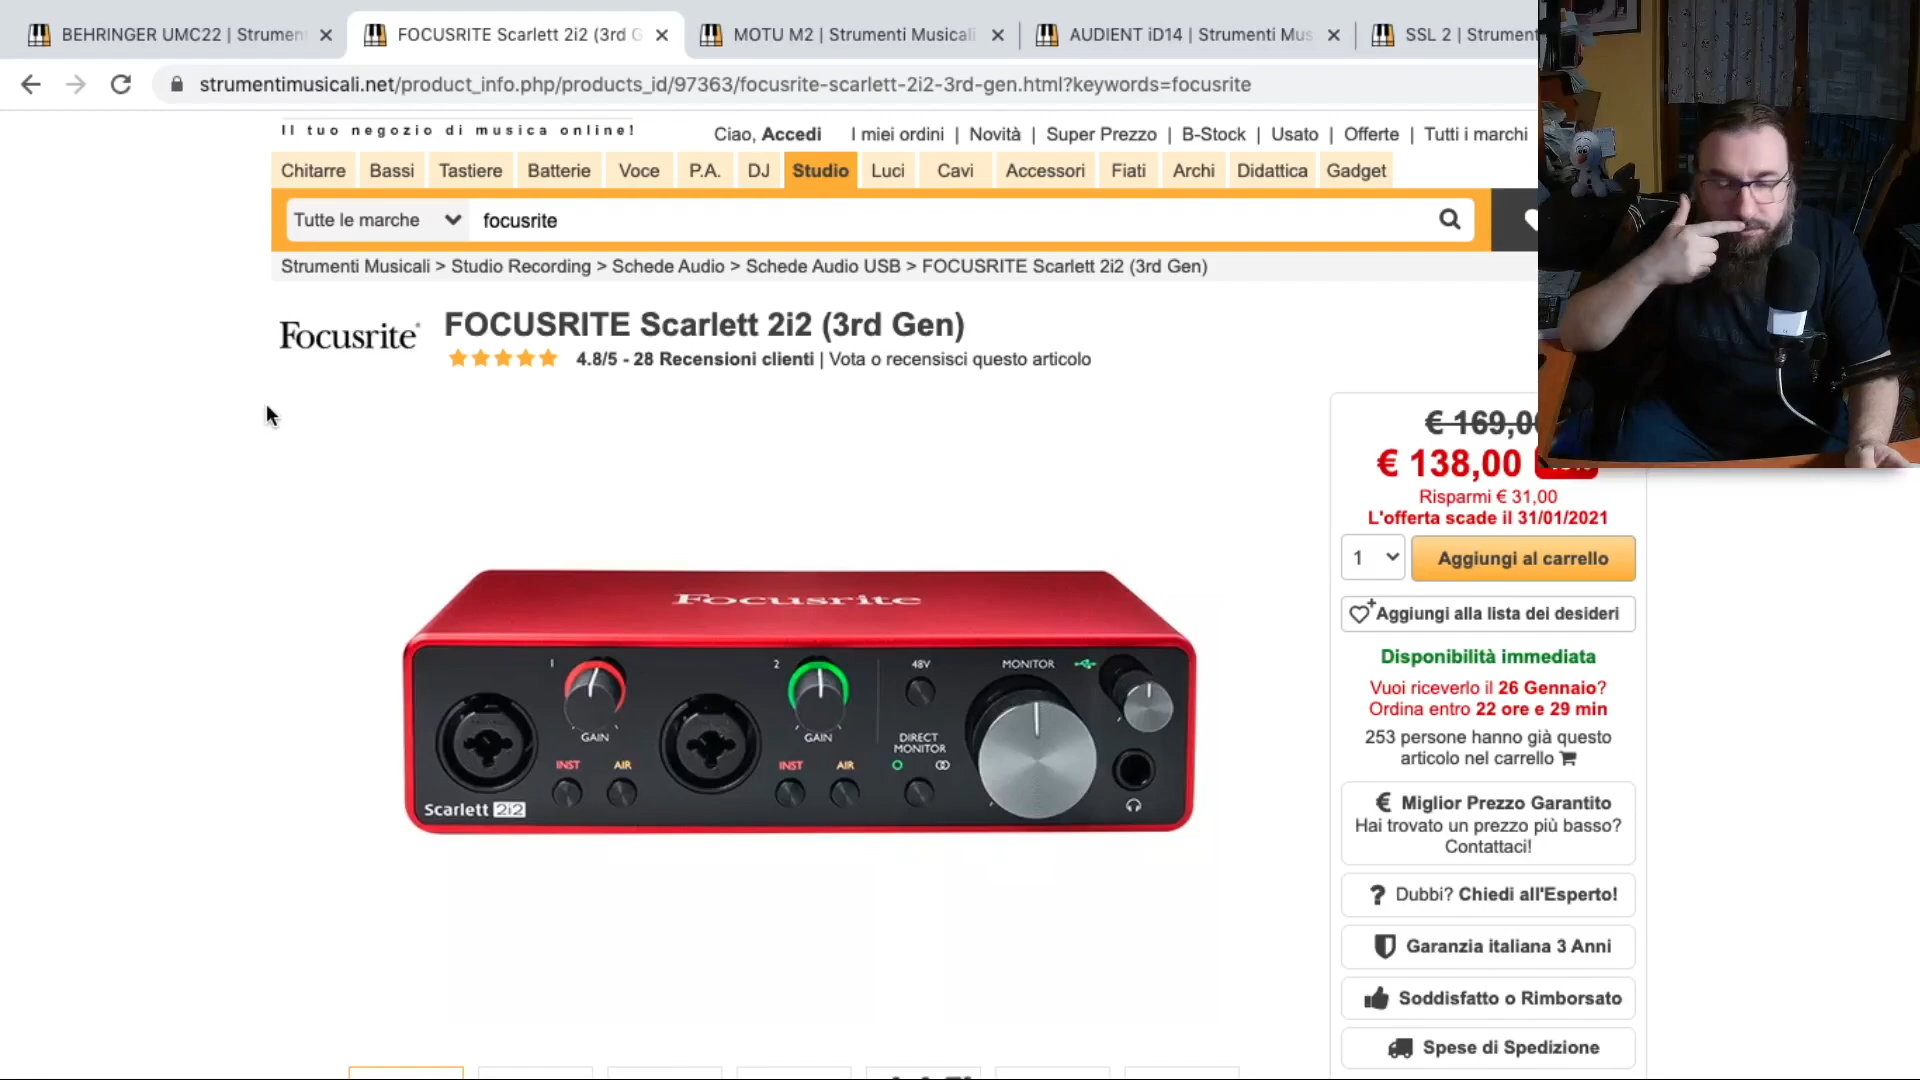 BEHRINGER UMC22 | Strumen
FOCUSRITE Scarlett 2i2 (3rd G
MOTU M2 | Strumenti Musicali
AUDIENT iD14 | Strumenti Mus
SSL 2 | Strument
strumentimusicali.net/product_info.php/products_id/97363/focusrite-scarlett-2i2-3rd-gen.html?keywords=focusrite
Il tuo negozio di musica online!
Ciao, Accedi I miei ordini | Novità | Super Prezzo | B-Stock | Usato | Offerte | Tutti i marchi
Chitarre Bassi Tastiere Batterie Voce P.A. DJ Studio Luci Cavi Accessori Fiati Archi Didattica Gadget
Tutte le marche focusrite
Strumenti Musicali > Studio Recording > Schede Audio > Schede Audio USB > FOCUSRITE Scarlett 2i2 (3rd Gen)
Focusrite
FOCUSRITE Scarlett 2i2 (3rd Gen)
4.8/5 - 28 Recensioni clienti | Vota o recensisci questo articolo
€ 169,00
€ 138,00
Risparmi € 31,00
L'offerta scade il 31/01/2021
1 Aggiungi al carrello
Aggiungi alla lista dei desideri
Disponibilità immediata
Vuoi riceverlo il 26 Gennaio?
Ordina entro 22 ore e 29 min
253 persone hanno già questo
articolo nel carrello
€ Miglior Prezzo Garantito
Hai trovato un prezzo più basso?
Contattaci!
? Dubbi? Chiedi all'Esperto!
Garanzia italiana 3 Anni
Soddisfatto o Rimborsato
Spese di Spedizione
Focusrite
1 2 48V MONITOR
GAIN GAIN DIRECT
MONITOR
INST AIR INST AIR
Scarlett 2i2